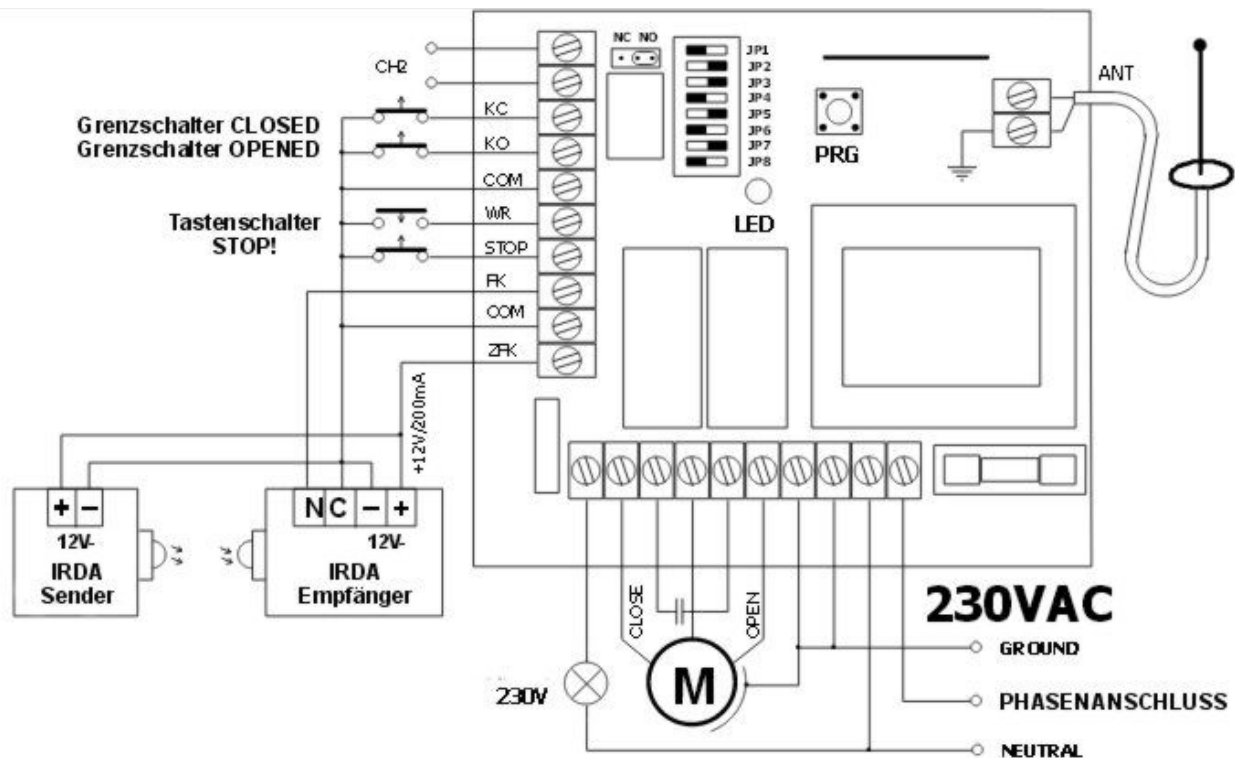 NC NO
JP1
JP2
JP3
JP4
JP5
JP6
JP7
JP8
PRG
LED
ANT
CH2
KC
KO
COM
WR
STOP
FK
COM
ZFK
Grenzschalter CLOSED
Grenzschalter OPENED
Tastenschalter
STOP!
+12V/200mA
+ −
12V-
IRDA
Sender
NC − +
12V-
IRDA
Empfänger
CLOSE
OPEN
M
230V
230VAC
GROUND
PHASENANSCHLUSS
NEUTRAL